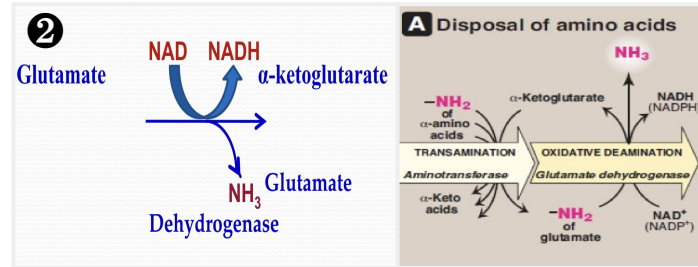 2
NAD NADH
Glutamate α-ketoglutarate
NH3 Glutamate
Dehydrogenase
A Disposal of amino acids
NH3
–NH2
of
α-amino
acids
α-Ketoglutarate
NADH
(NADPH)
TRANSAMINATION
Aminotransferase
OXIDATIVE DEAMINATION
Glutamate dehydrogenase
α-Keto
acids
–NH2
of
glutamate
NAD+
(NADP+)